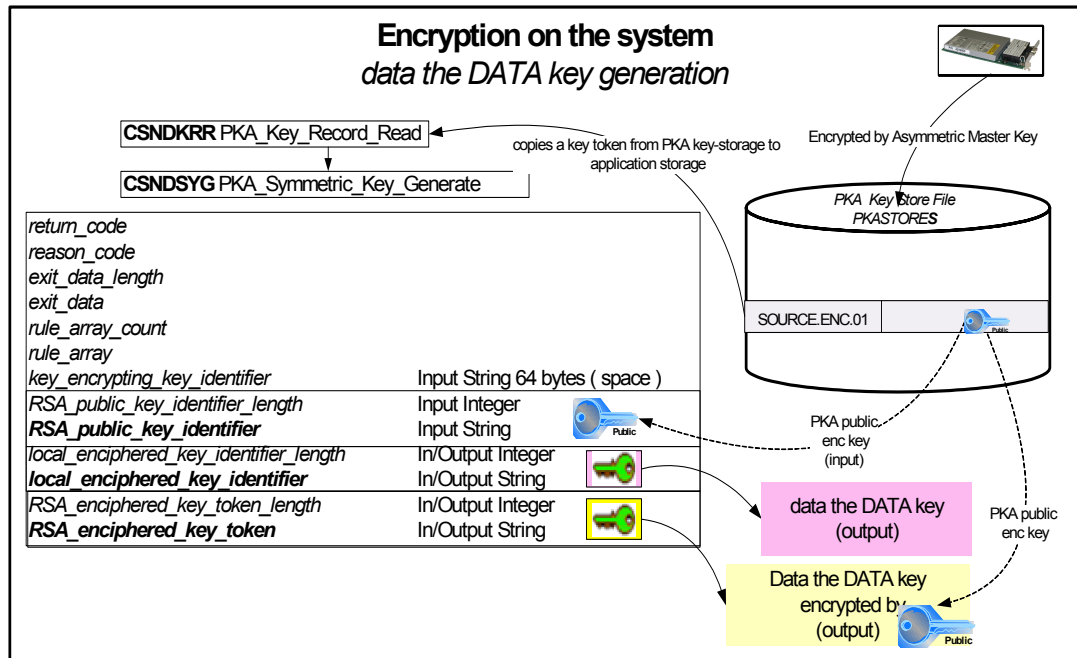 Encryption on the system
data the DATA key generation
CSNDKRR PKA_Key_Record_Read
CSNDSYG PKA_Symmetric_Key_Generate
copies a key token from PKA key-storage to
application storage
Encrypted by Asymmetric Master Key
PKA Key Store File
PKASTORES
SOURCE.ENC.01
Public
return_code
reason_code
exit_data_length
exit_data
rule_array_count
rule_array
key_encrypting_key_identifier Input String 64 bytes ( space )
RSA_public_key_identifier_length Input Integer
RSA_public_key_identifier Input String
Public
local_enciphered_key_identifier_length In/Output Integer
local_enciphered_key_identifier In/Output String
RSA_enciphered_key_token_length In/Output Integer
RSA_enciphered_key_token In/Output String
PKA public
enc key
(input)
PKA public
enc key
data the DATA key
(output)
Data the DATA key
encrypted by
(output)
Public